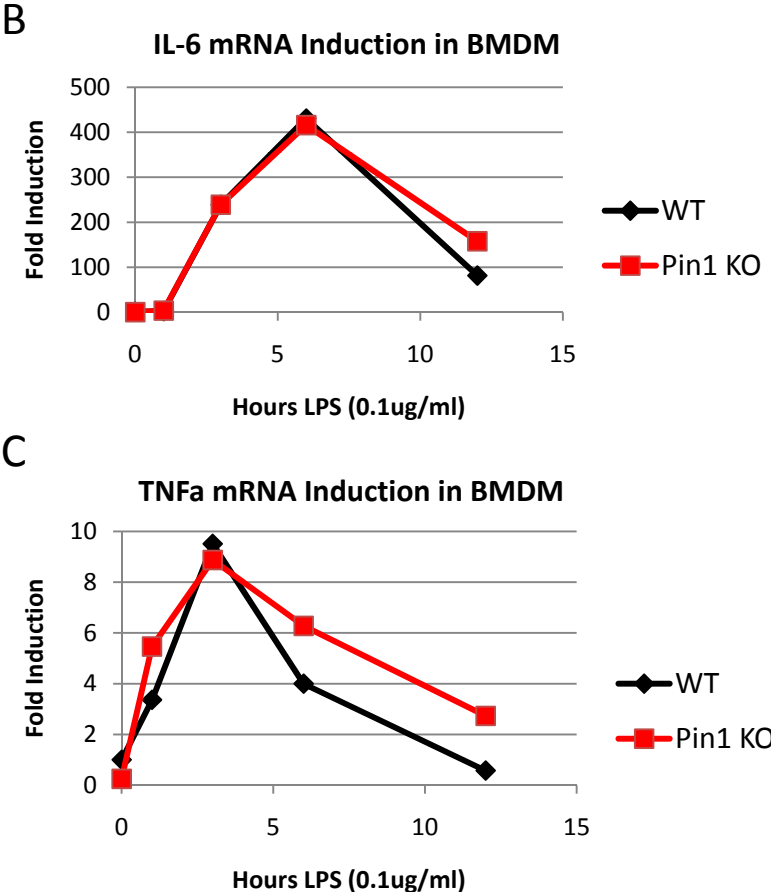 B
IL-6 mRNA Induction in BMDM
500
400
300
200
100
0
Fold Induction
0 5 10 15
Hours LPS (0.1ug/ml)
WT
Pin1 KO
C
TNFa mRNA Induction in BMDM
10
8
6
4
2
0
Fold Induction
0 5 10 15
Hours LPS (0.1ug/ml)
WT
Pin1 KO